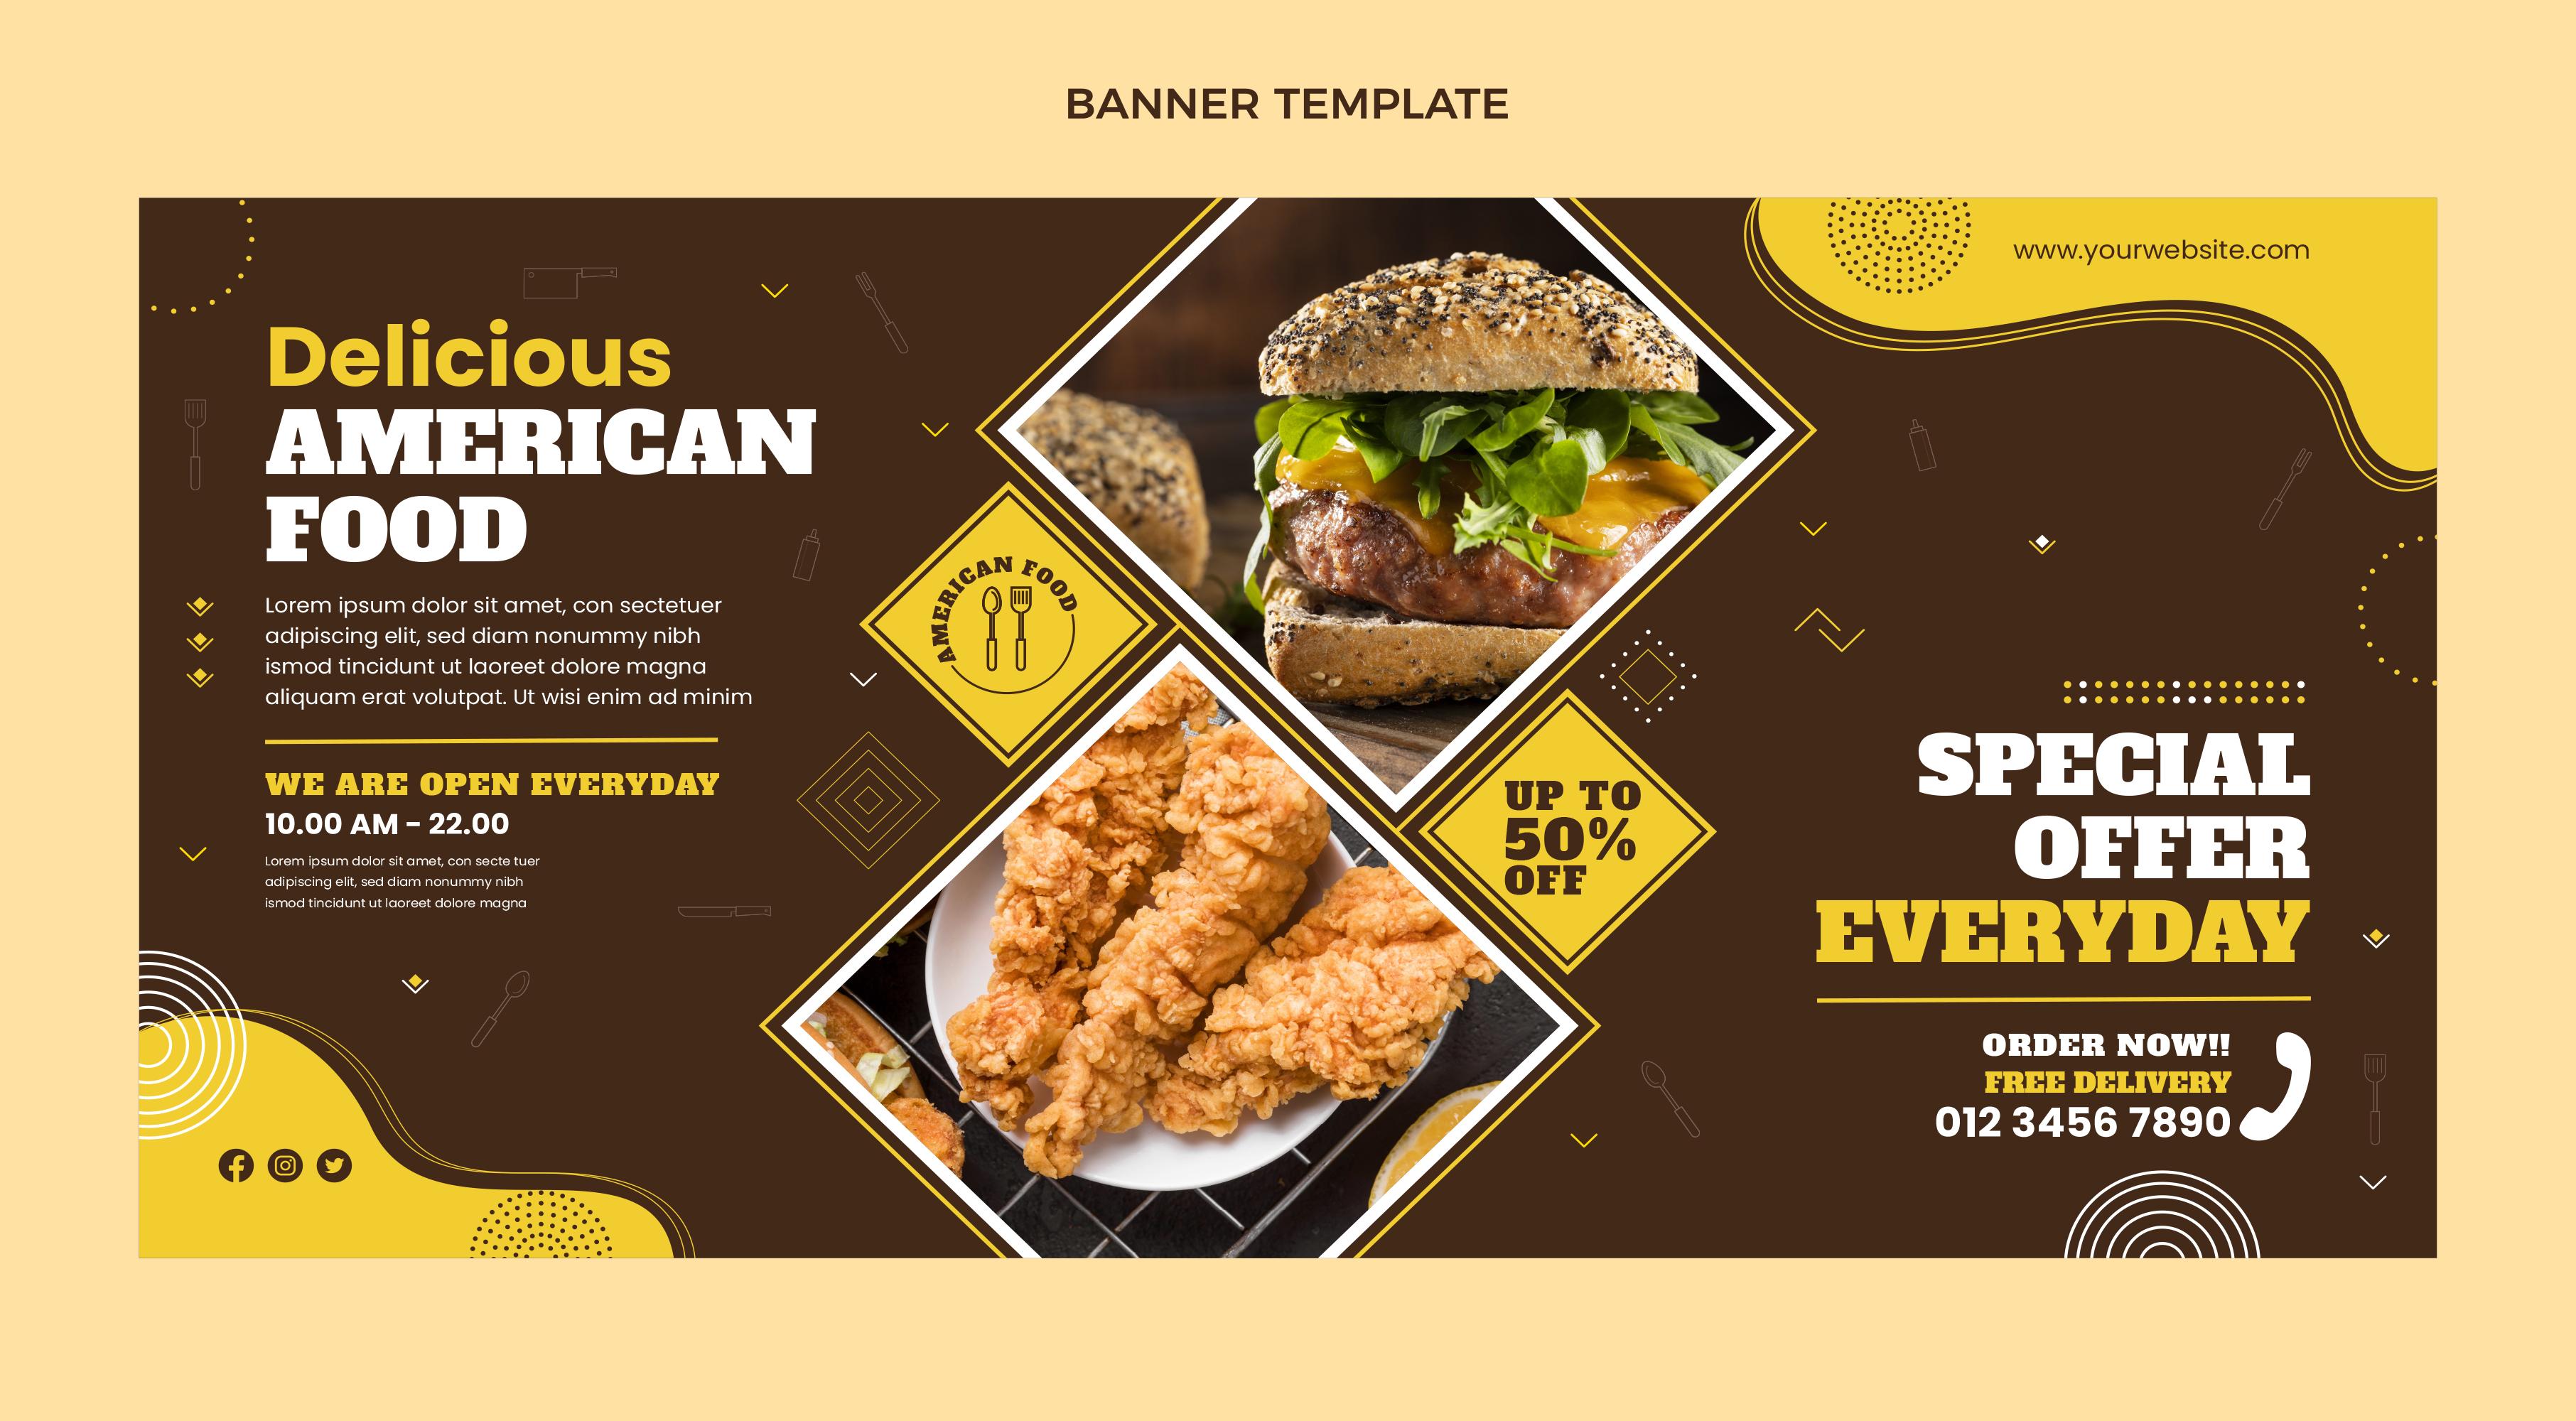 BANNER TEMPLATE
www.yourwebsite.com
Delicious
AMERICAN
FOOD
Lorem ipsum dolor sit amet, con sectetuer
adipiscing elit, sed diam nonummy nibh
ismod tincidunt ut laoreet dolore magna
aliquam erat volutpat. Ut wisi enim ad minim
WE ARE OPEN EVERYDAY
10.00 AM - 22.00
Lorem ipsum dolor sit amet, con secte tuer
adipiscing elit, sed diam nonummy nibh
ismod tincidunt ut laoreet dolore magna
AMERICAN FOOD
UP TO
50%
OFF
SPECIAL
OFFER
EVERYDAY
ORDER NOW!!
FREE DELIVERY
012 3456 7890